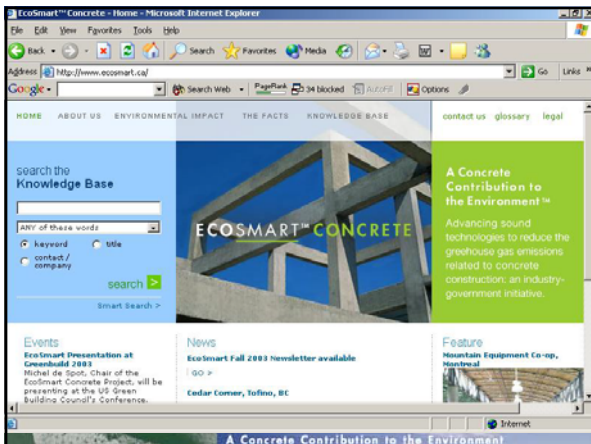 EcoSmart™ Concrete - Home - Microsoft Internet Explorer
File Edit View Favorites Tools Help
Back Search Favorites Media
Address http://www.ecosmart.ca/ Go Links »
Google Search Web PageRank 34 blocked AutoFill Options
HOME ABOUT US ENVIRONMENTAL IMPACT THE FACTS KNOWLEDGE BASE contact us glossary legal
search the
Knowledge Base
ANY of these words
keyword title
contact /
company
search >
Smart Search >
ECOSMART™ CONCRETE
A Concrete
Contribution to
the Environment™
Advancing sound
technologies to reduce the
greehouse gas emissions
related to concrete
construction: an industry-
government initiative.
Events
EcoSmart Presentation at
Greenbuild 2003
Michel de Spot, Chair of the
EcoSmart Concrete Project, will be
presenting at the US Green
Building Council's Conference.
News
EcoSmart Fall 2003 Newsletter available
GO >
Cedar Corner, Tofino, BC
Feature
Mountain Equipment Co-op,
Montreal
Internet
A Concrete Contribution to the Environment